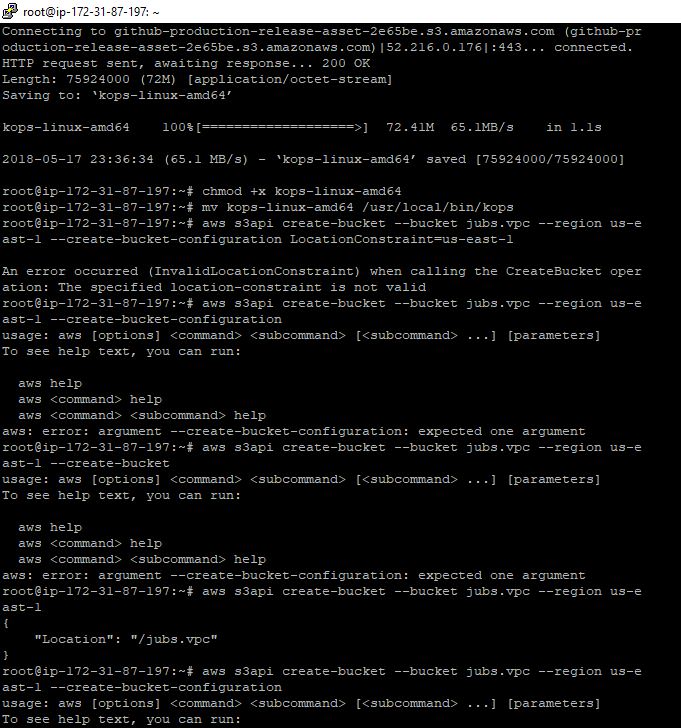 root@ip-172-31-87-197: ~
Connecting to github-production-release-asset-2e65be.s3.amazonaws.com (github-pr
oduction-release-asset-2e65be.s3.amazonaws.com)|52.216.0.176|:443... connected.
HTTP request sent, awaiting response... 200 OK
Length: 75924000 (72M) [application/octet-stream]
Saving to: ‘kops-linux-amd64’
kops-linux-amd64    100%[===================>]  72.41M  65.1MB/s    in 1.1s
2018-05-17 23:36:34 (65.1 MB/s) - ‘kops-linux-amd64’ saved [75924000/75924000]
root@ip-172-31-87-197:~# chmod +x kops-linux-amd64
root@ip-172-31-87-197:~# mv kops-linux-amd64 /usr/local/bin/kops
root@ip-172-31-87-197:~# aws s3api create-bucket --bucket jubs.vpc --region us-e
ast-1 --create-bucket-configuration LocationConstraint=us-east-1
An error occurred (InvalidLocationConstraint) when calling the CreateBucket oper
ation: The specified location-constraint is not valid
root@ip-172-31-87-197:~# aws s3api create-bucket --bucket jubs.vpc --region us-e
ast-1 --create-bucket-configuration
usage: aws [options] <command> <subcommand> [<subcommand> ...] [parameters]
To see help text, you can run:
  aws help
  aws <command> help
  aws <command> <subcommand> help
aws: error: argument --create-bucket-configuration: expected one argument
root@ip-172-31-87-197:~# aws s3api create-bucket --bucket jubs.vpc --region us-e
ast-1 --create-bucket
usage: aws [options] <command> <subcommand> [<subcommand> ...] [parameters]
To see help text, you can run:
  aws help
  aws <command> help
  aws <command> <subcommand> help
aws: error: argument --create-bucket-configuration: expected one argument
root@ip-172-31-87-197:~# aws s3api create-bucket --bucket jubs.vpc --region us-e
ast-1
{
    "Location": "/jubs.vpc"
}
root@ip-172-31-87-197:~# aws s3api create-bucket --bucket jubs.vpc --region us-e
ast-1 --create-bucket-configuration
usage: aws [options] <command> <subcommand> [<subcommand> ...] [parameters]
To see help text, you can run: